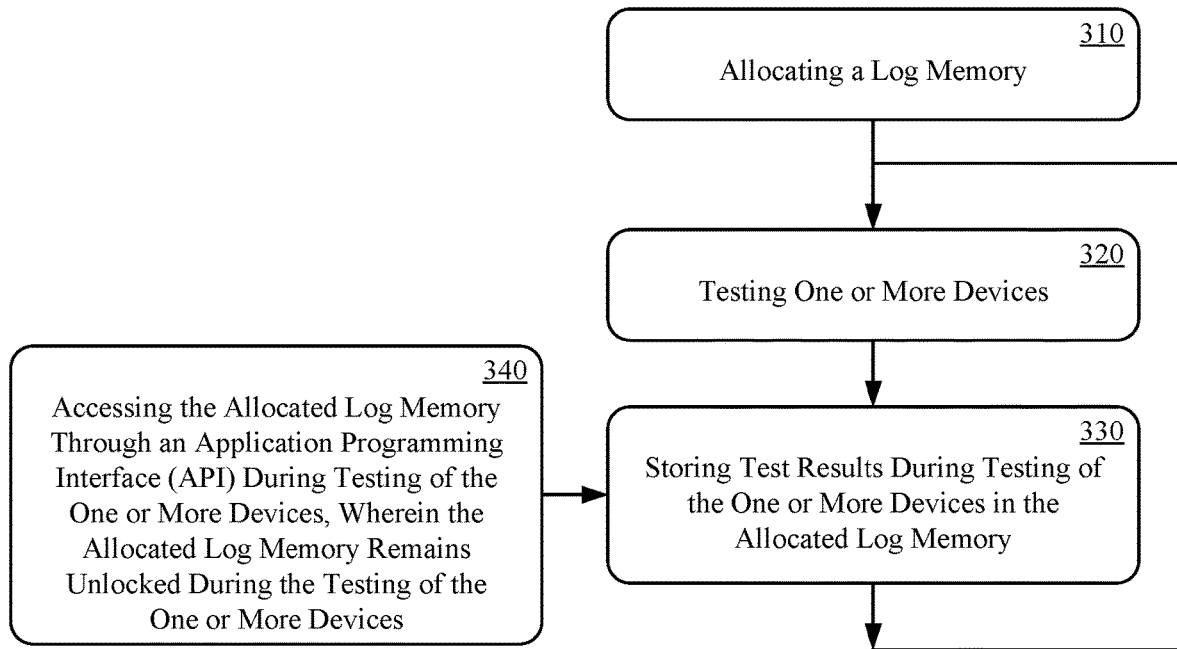 310
Allocating a Log Memory
320
Testing One or More Devices
340
Accessing the Allocated Log Memory
Through an Application Programming
Interface (API) During Testing of the
One or More Devices, Wherein the
Allocated Log Memory Remains
Unlocked During the Testing of the
One or More Devices
330
Storing Test Results During Testing of
the One or More Devices in the
Allocated Log Memory